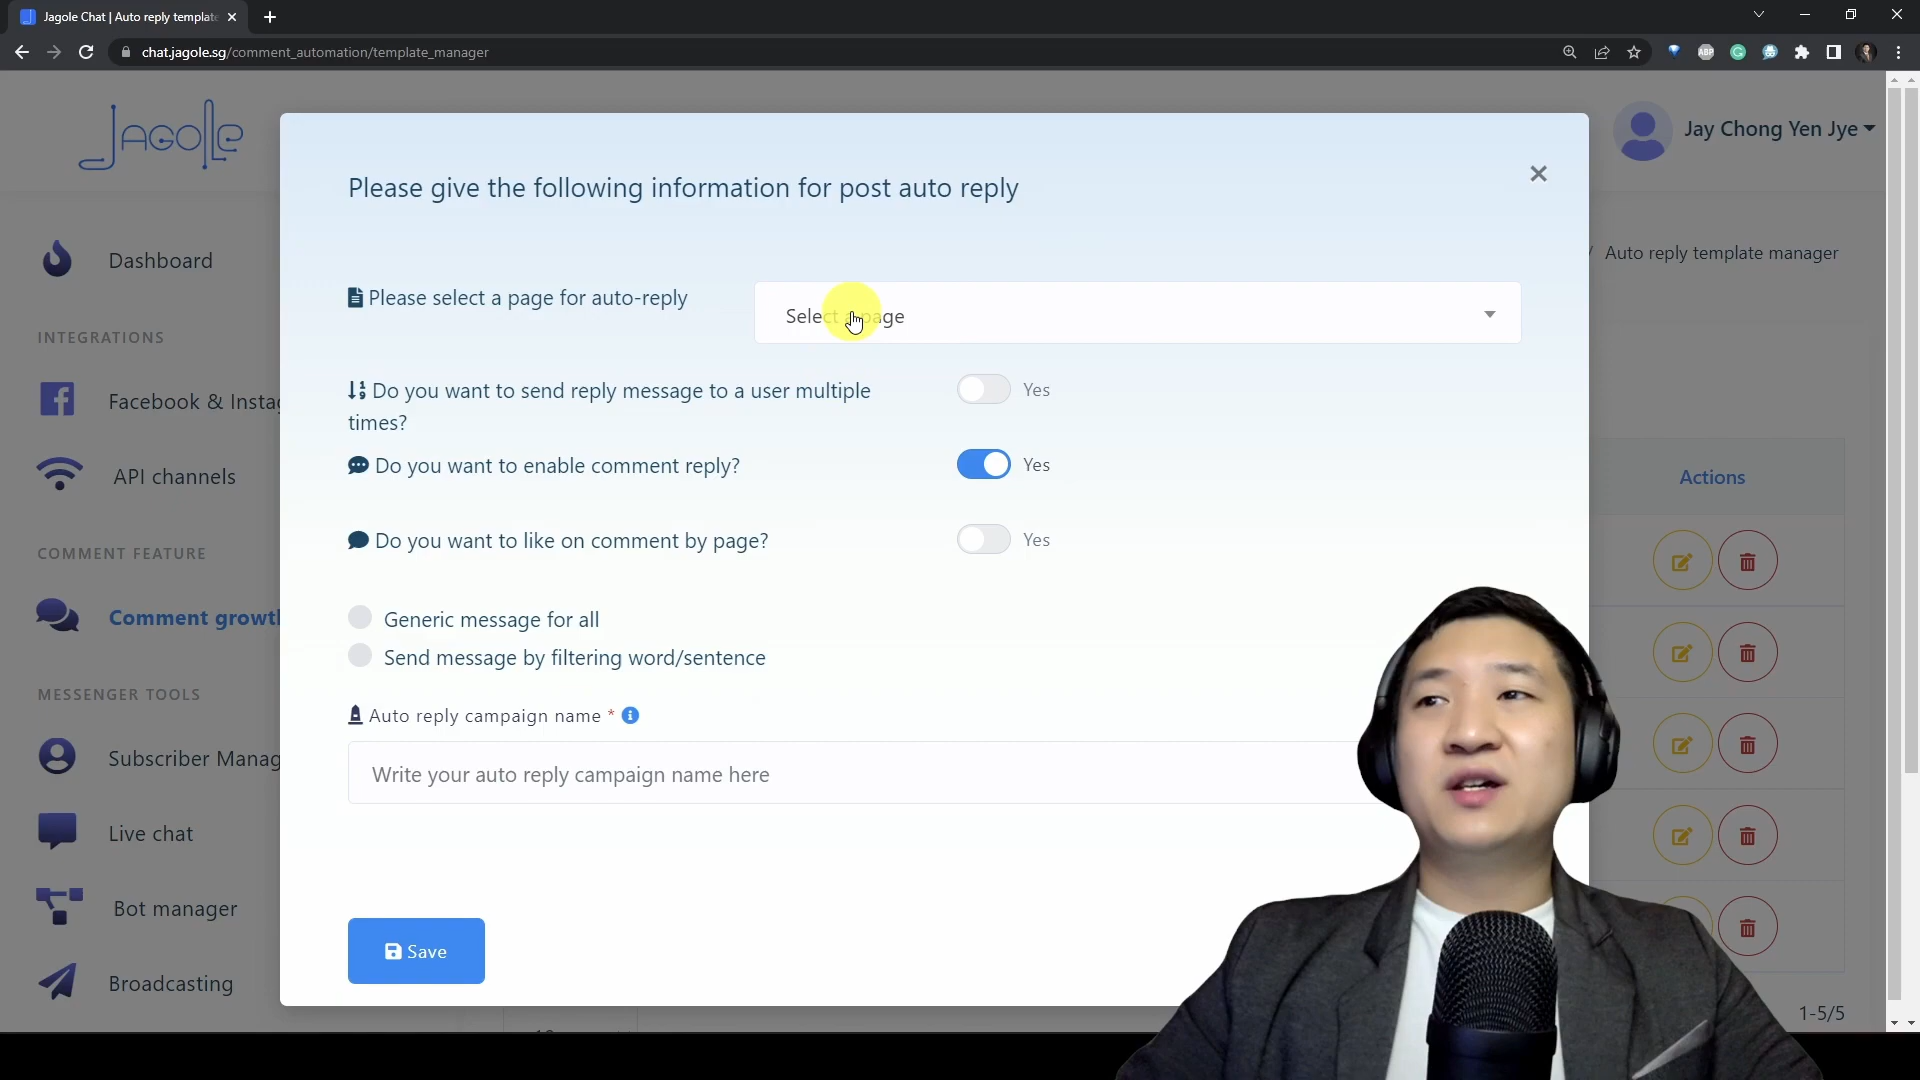 Jagole Chat | Auto reply template
chat.jagole.sg/comment_automation/template_manager
ABP
JAGOLE
Jay Chong Yen Jye
Please give the following information for post auto reply
Dashboard
/ Auto reply template manager
Please select a page for auto-reply
Select a page
INTEGRATIONS
Do you want to send reply message to a user multiple
times?
Yes
Facebook & Insta
Do you want to enable comment reply?
Yes
API channels
Actions
Do you want to like on comment by page?
Yes
COMMENT FEATURE
Generic message for all
Comment growth
Send message by filtering word/sentence
MESSENGER TOOLS
Auto reply campaign name *
Subscriber Manag
Write your auto reply campaign name here
Live chat
Bot manager
Save
Broadcasting
1-5/5